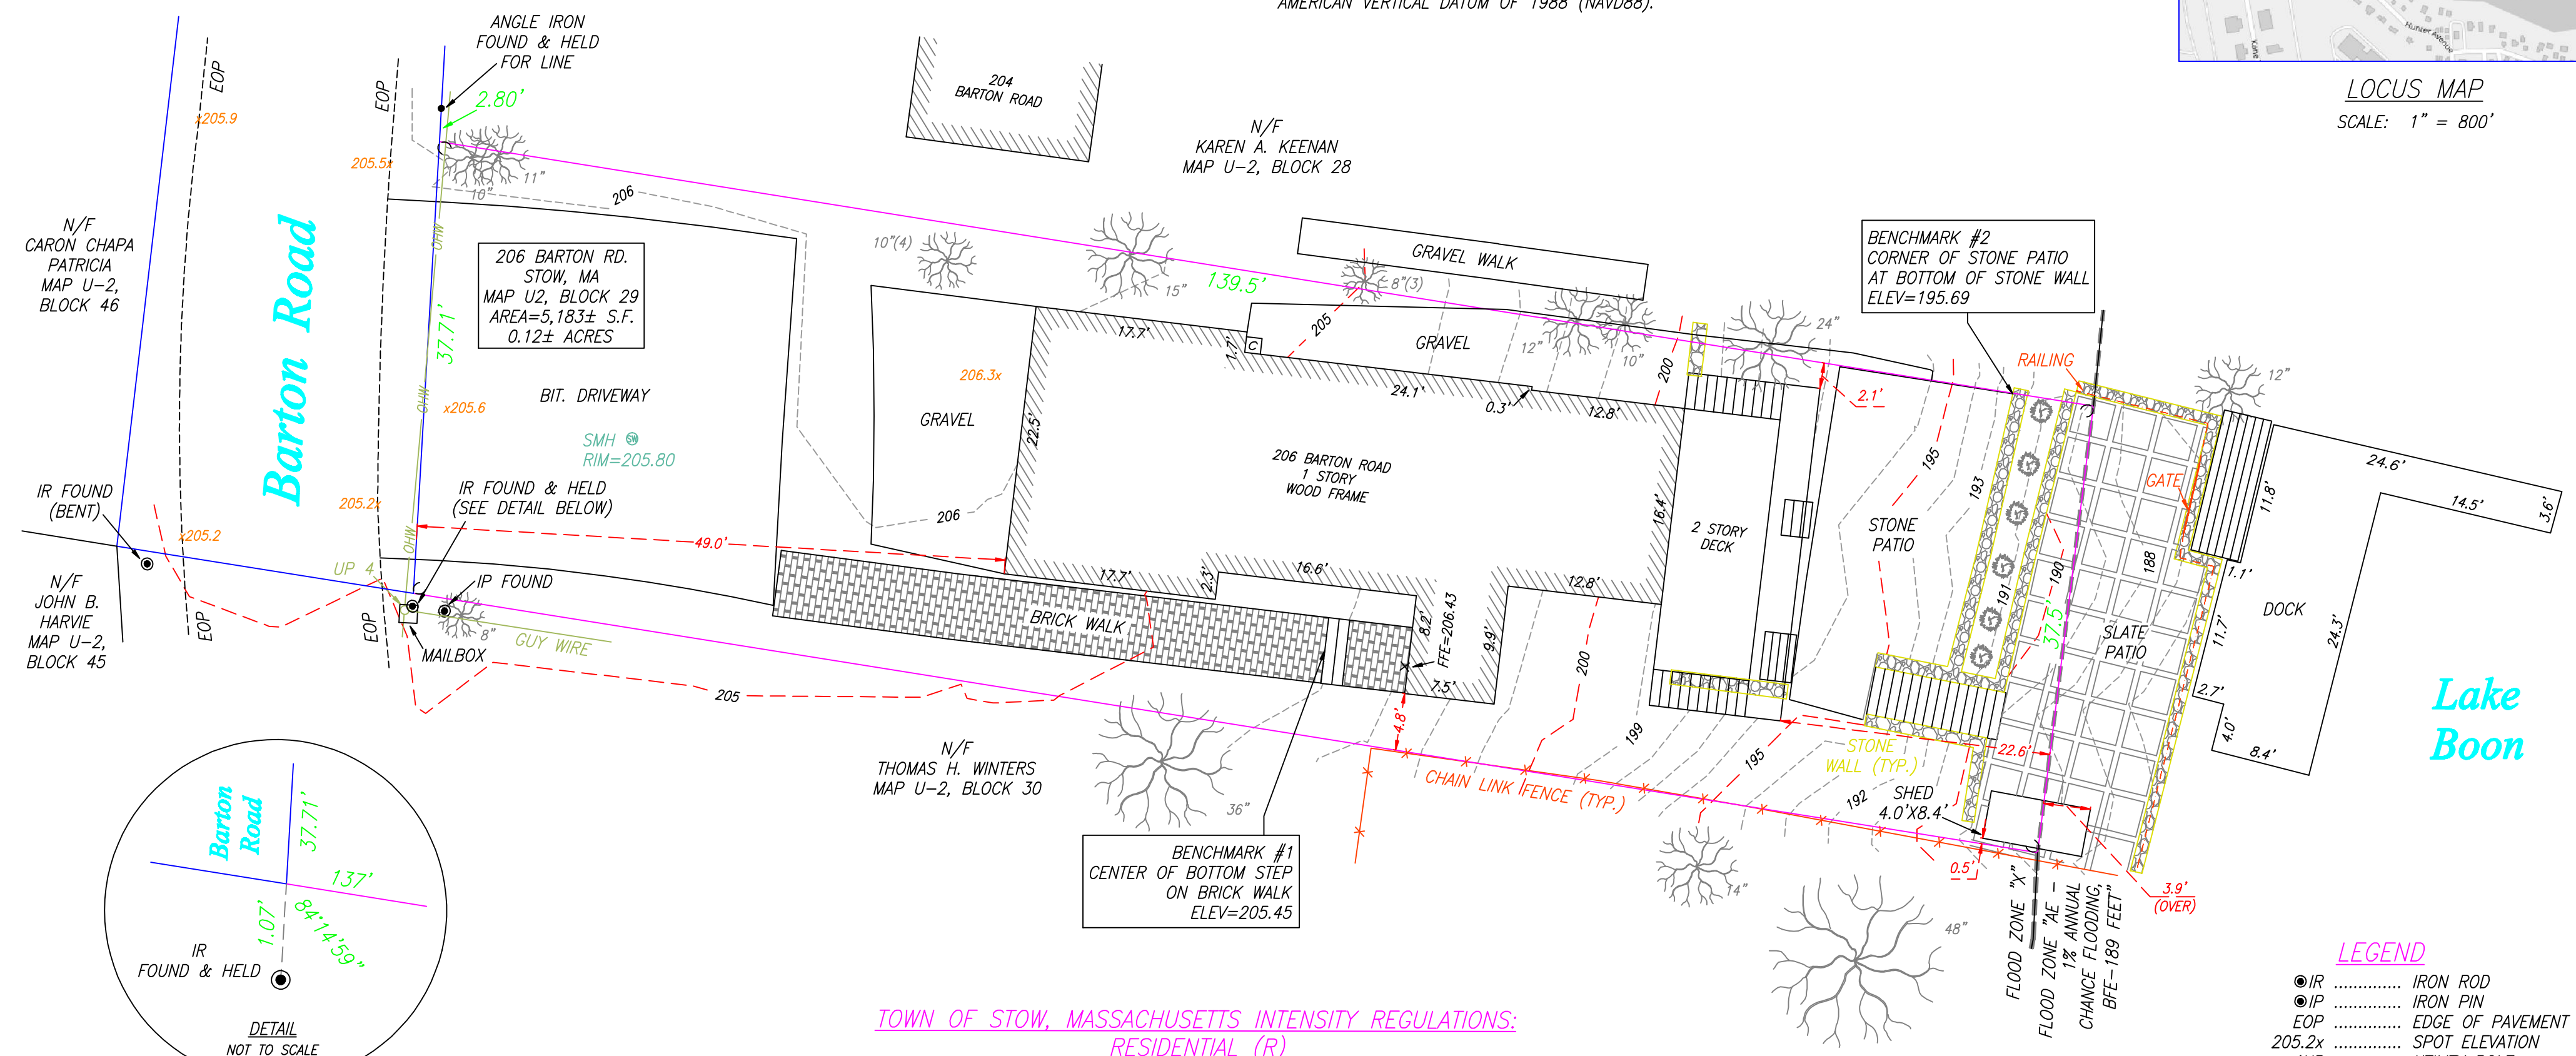 AMERICAN VERTICAL DATUM OF 1988 (NAVD88).
Hunter Avenue
Kane
LOCUS MAP
SCALE: 1" = 800'
ANGLE IRON
FOUND & HELD
FOR LINE
EOP
EOP
2.80'
x205.9
205.5x
11"
10"
206
204
BARTON ROAD
N/F
KAREN A. KEENAN
MAP U-2, BLOCK 28
N/F
CARON CHAPA
PATRICIA
MAP U-2,
BLOCK 46
Barton Road
OHW
206 BARTON RD.
STOW, MA
MAP U2, BLOCK 29
AREA=5,183± S.F.
0.12± ACRES
37.71'
OHW
x205.6
BIT. DRIVEWAY
SMH SW
RIM=205.80
10"(4)
15"
139.5'
8"(3)
GRAVEL WALK
BENCHMARK #2
CORNER OF STONE PATIO
AT BOTTOM OF STONE WALL
ELEV=195.69
205
17.7'
1.7'
C
GRAVEL
12"
10"
24"
200
24.1'
0.3'
12.8'
2.1'
RAILING
12"
206.3x
GRAVEL
22.5'
206 BARTON ROAD
1 STORY
WOOD FRAME
206
16.4'
2 STORY
DECK
STONE
PATIO
195
193
191
190
188
37.5'
GATE
SLATE
PATIO
11.8'
24.6'
14.5'
3.6'
1.1'
DOCK
11.7'
24.3'
2.7'
4.0'
8.4'
Lake
Boon
IR FOUND
(BENT)
205.2x
x205.2
IR FOUND & HELD
(SEE DETAIL BELOW)
OHW
49.0'
UP 4
IP FOUND
N/F
JOHN B.
HARVIE
MAP U-2,
BLOCK 45
EOP
EOP
8"
GUY WIRE
MAILBOX
17.7'
2.3'
16.6'
BRICK WALK
8.2'
FFE=206.43
9.9'
12.8'
7.5'
200
205
4.8'
199
195
192
CHAIN LINK FENCE (TYP.)
STONE
WALL (TYP.)
22.6'
SHED
4.0'X8.4'
0.5'
3.9'
(OVER)
N/F
THOMAS H. WINTERS
MAP U-2, BLOCK 30
36"
14"
48"
BENCHMARK #1
CENTER OF BOTTOM STEP
ON BRICK WALK
ELEV=205.45
FLOOD ZONE "X"
FLOOD ZONE "AE -
1% ANNUAL
CHANCE FLOODING,
BFE-189 FEET"
Barton
Road
37.71'
137'
1.07'
84°14'59"
IR
FOUND & HELD
DETAIL
NOT TO SCALE
TOWN OF STOW, MASSACHUSETTS INTENSITY REGULATIONS:
RESIDENTIAL (R)
LEGEND
IR .............. IRON ROD
IP .............. IRON PIN
EOP .............. EDGE OF PAVEMENT
205.2x .............. SPOT ELEVATION